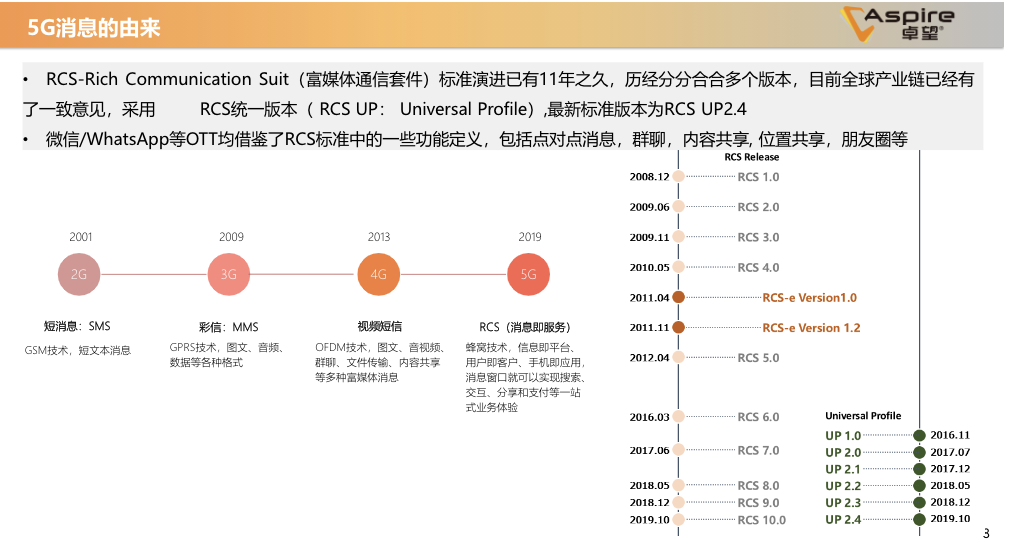 5G消息的由来
Aspire
卓望®
• RCS-Rich Communication Suit（富媒体通信套件）标准演进已有11年之久，历经分分合合多个版本，目前全球产业链已经有
了一致意见，采用 RCS统一版本（ RCS UP： Universal Profile）,最新标准版本为RCS UP2.4
• 微信/WhatsApp等OTT均借鉴了RCS标准中的一些功能定义，包括点对点消息，群聊，内容共享, 位置共享，朋友圈等
2001
2G
短消息：SMS
GSM技术，短文本消息
2009
3G
彩信：MMS
GPRS技术，图文、音频、
数据等各种格式
2013
4G
视频短信
OFDM技术，图文、音视频、
群聊、文件传输、内容共享
等多种富媒体消息
2019
5G
RCS（消息即服务）
蜂窝技术，信息即平台、
用户即客户、手机即应用，
消息窗口就可以实现搜索、
交互、分享和支付等一站
式业务体验
RCS Release
2008.12 RCS 1.0
2009.06 RCS 2.0
2009.11 RCS 3.0
2010.05 RCS 4.0
2011.04 RCS-e Version1.0
2011.11 RCS-e Version 1.2
2012.04 RCS 5.0
2016.03 RCS 6.0
2017.06 RCS 7.0
2018.05 RCS 8.0
2018.12 RCS 9.0
2019.10 RCS 10.0
Universal Profile
UP 1.0 2016.11
UP 2.0 2017.07
UP 2.1 2017.12
UP 2.2 2018.05
UP 2.3 2018.12
UP 2.4 2019.10
3